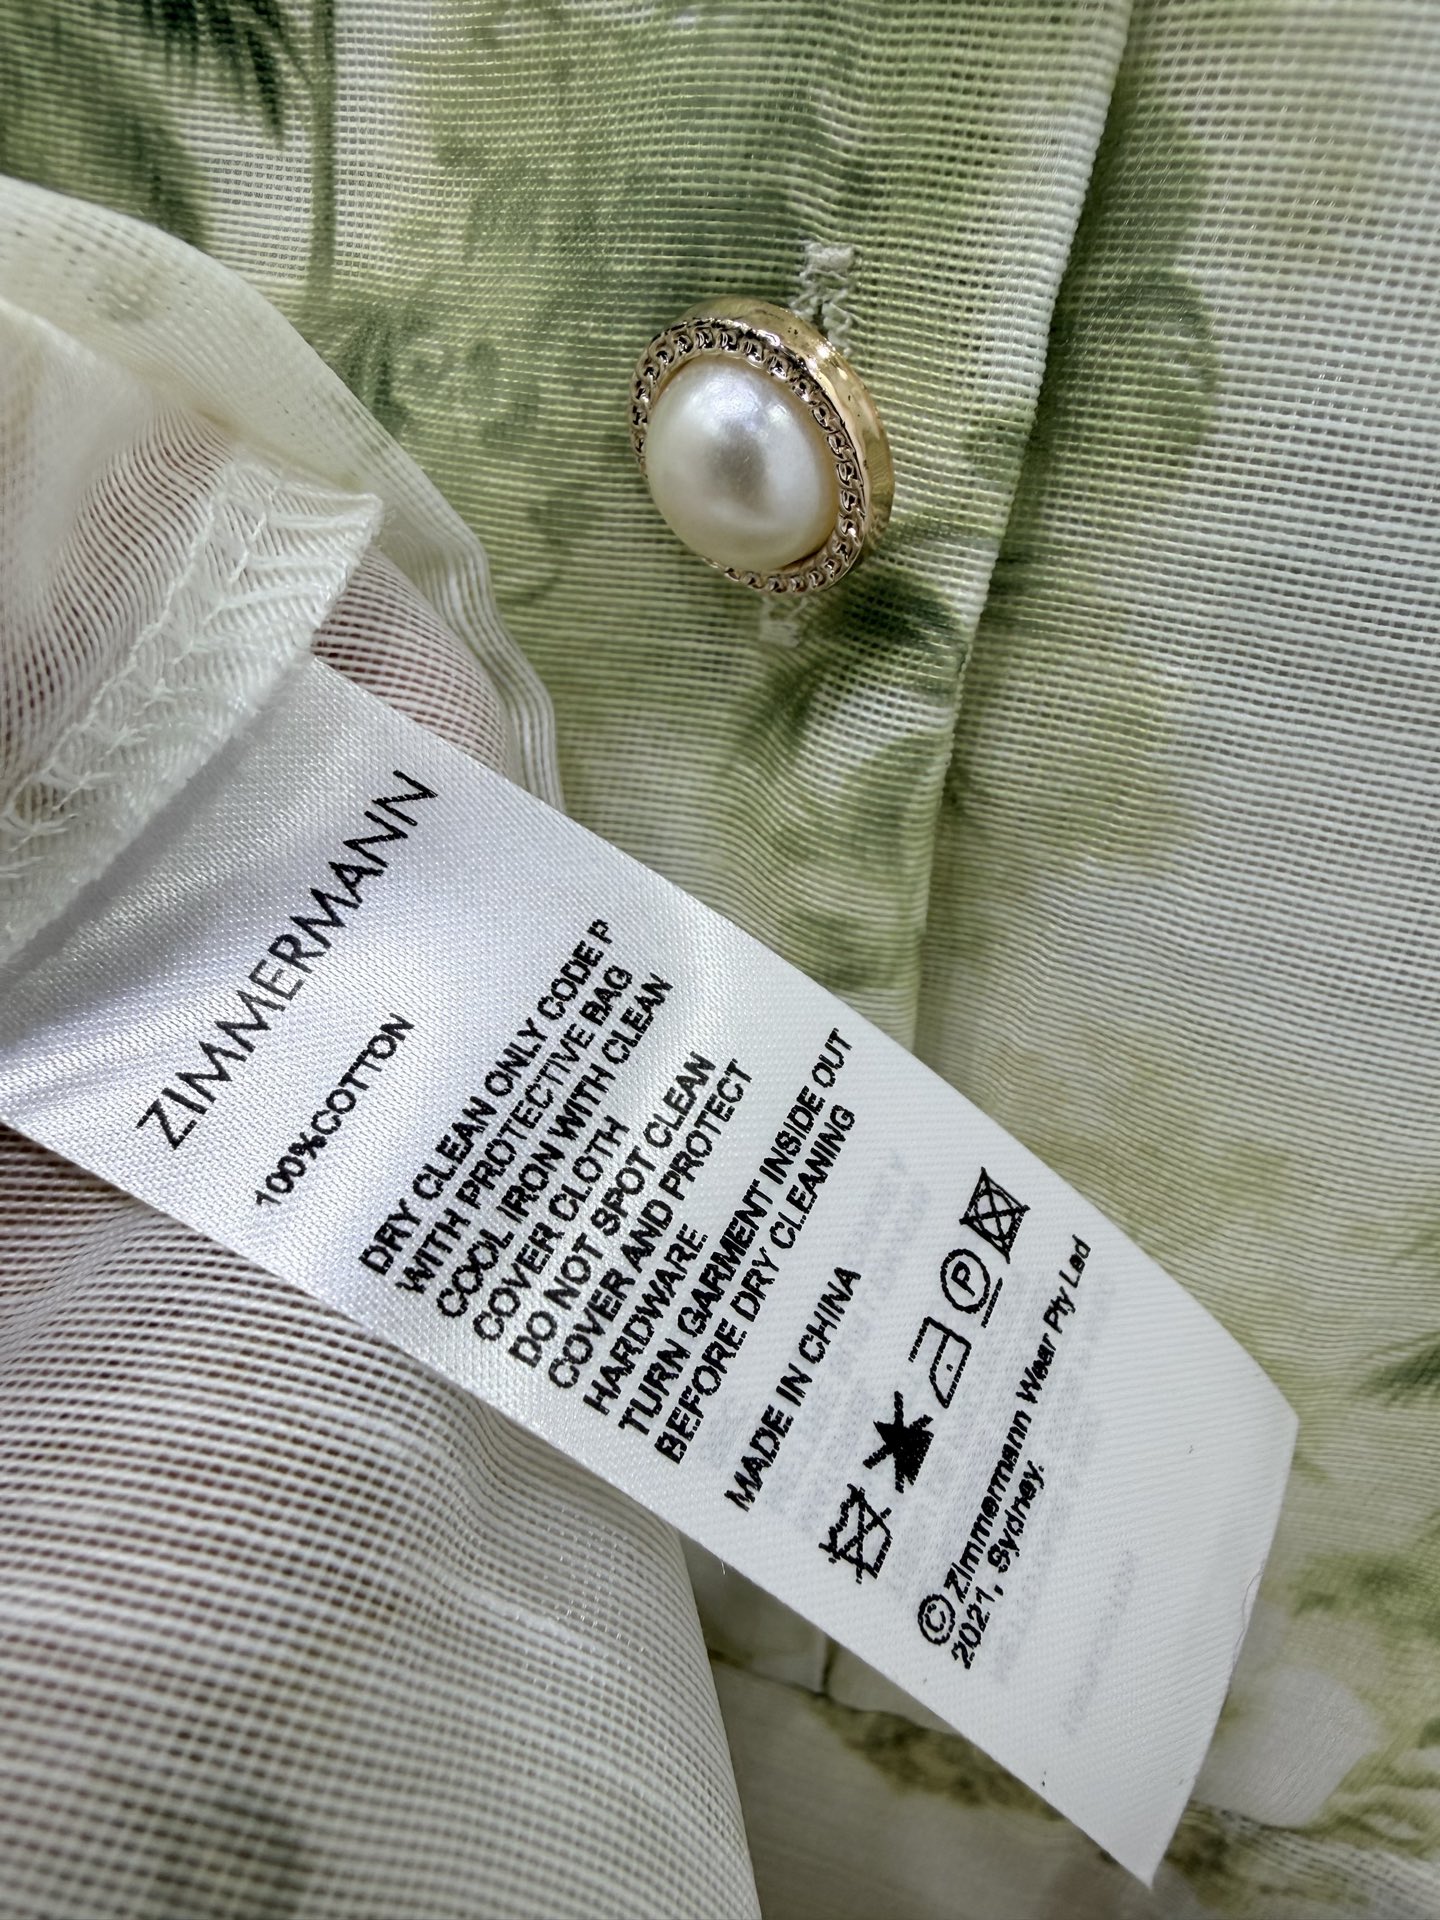 ZIMMERMANN
100%COTTON
DRY CLEAN ONLY CODE P
WITH PROTECTIVE BAG
COOL IRON WITH CLEAN
COVER CLOTH
DO NOT SPOT CLEAN
COVER AND PROTECT
HARDWARE
TURN GARMENT INSIDE OUT
BEFORE DRY CLEANING
MADE IN CHINA
P
© Zimmermann Wear Pty Led
2021, Sydney.